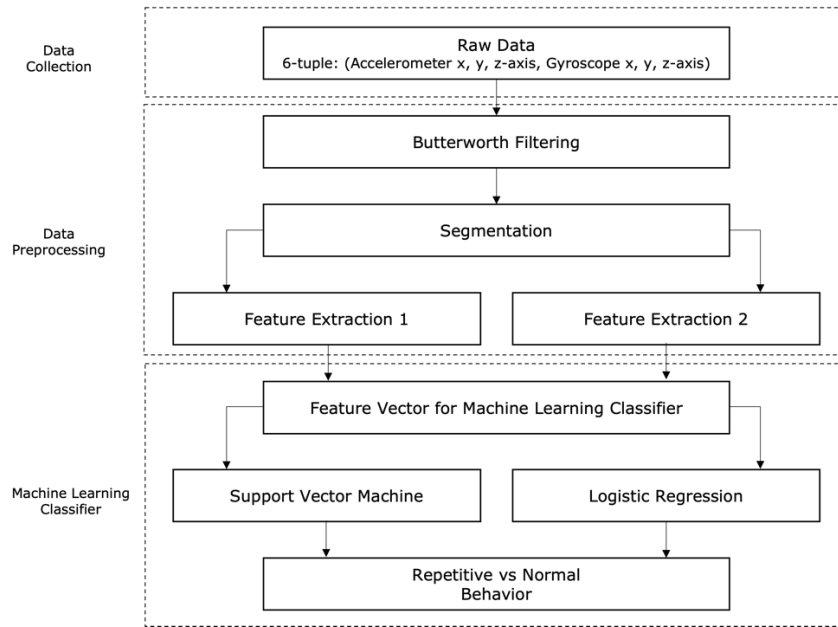 Data
Collection
Raw Data
6-tuple: (Accelerometer x, y, z-axis, Gyroscope x, y, z-axis)
Data
Preprocessing
Butterworth Filtering
Segmentation
Feature Extraction 1
Feature Extraction 2
Machine Learning
Classifier
Feature Vector for Machine Learning Classifier
Support Vector Machine
Logistic Regression
Repetitive vs Normal
Behavior